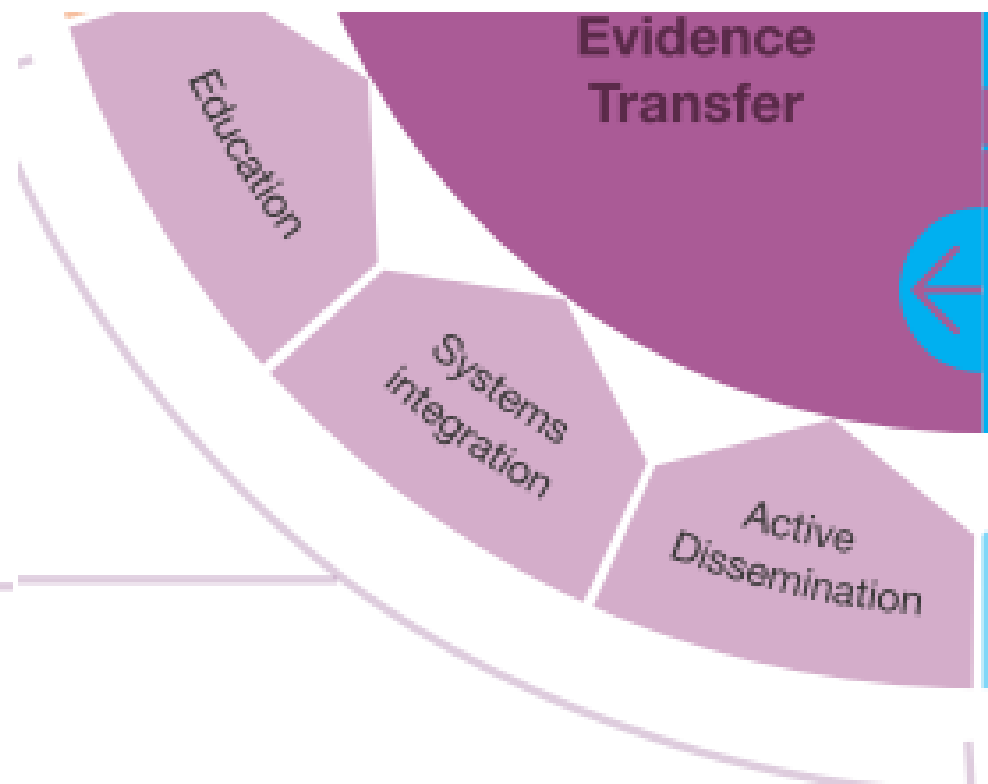 Evidence
Transfer
Education
Systems
integration
Active
Dissemination